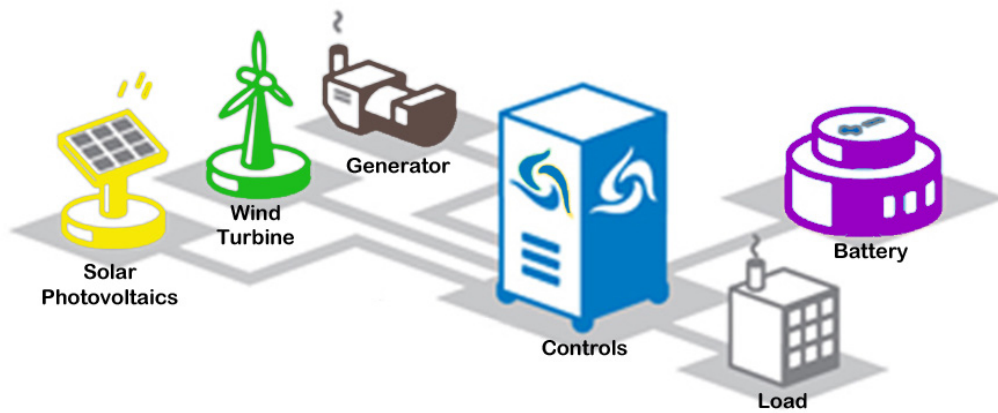 Generator
Wind
Turbine
Solar
Photovoltaics
Battery
Controls
Load